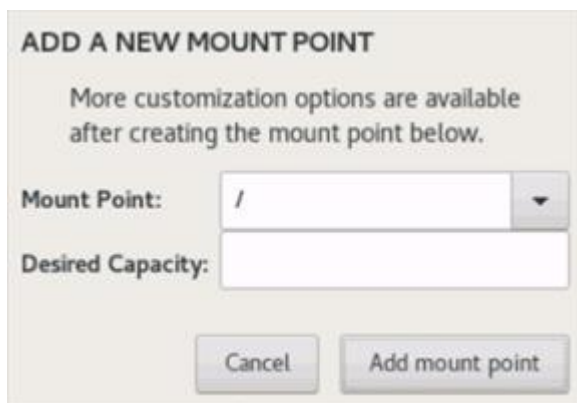 ADD A NEW MOUNT POINT
More customization options are available
after creating the mount point below.
Mount Point: /
Desired Capacity:
Cancel Add mount point